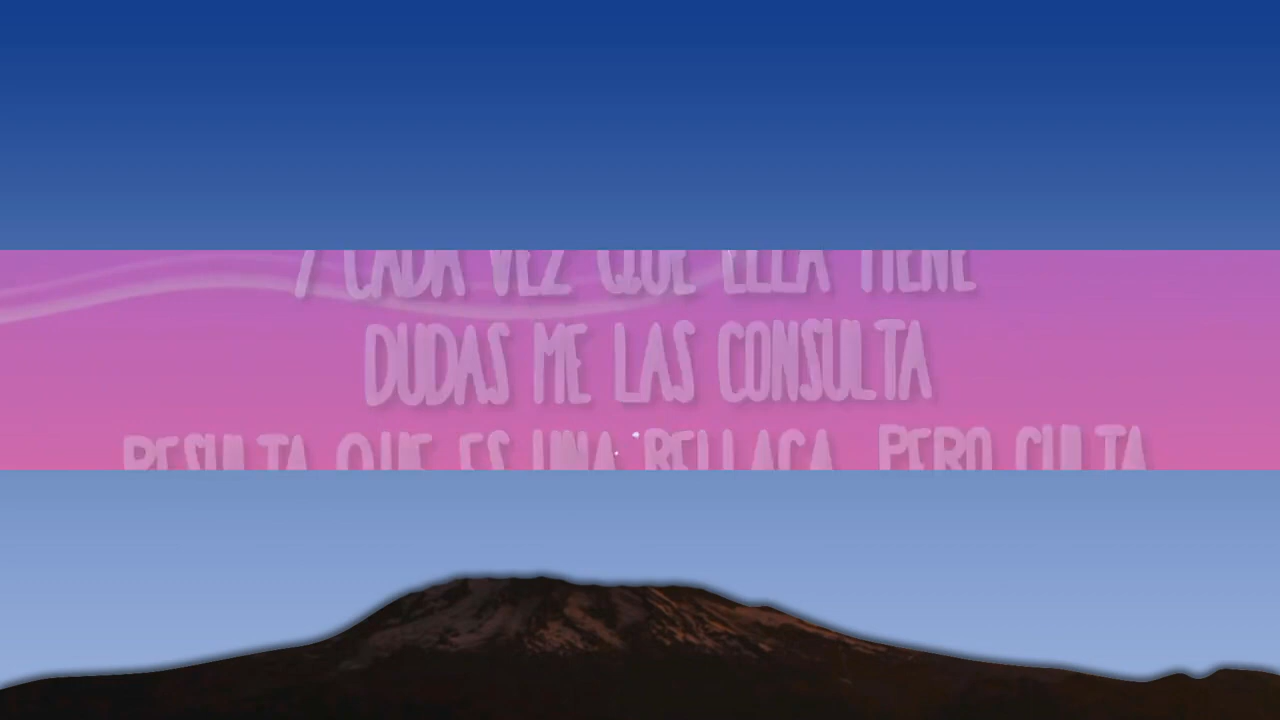 Y CADA VEZ QUE ELLA TIENE
DUDAS ME LAS CONSULTA
RESULTA QUE ES UNA BELLACA, PERO CULTA